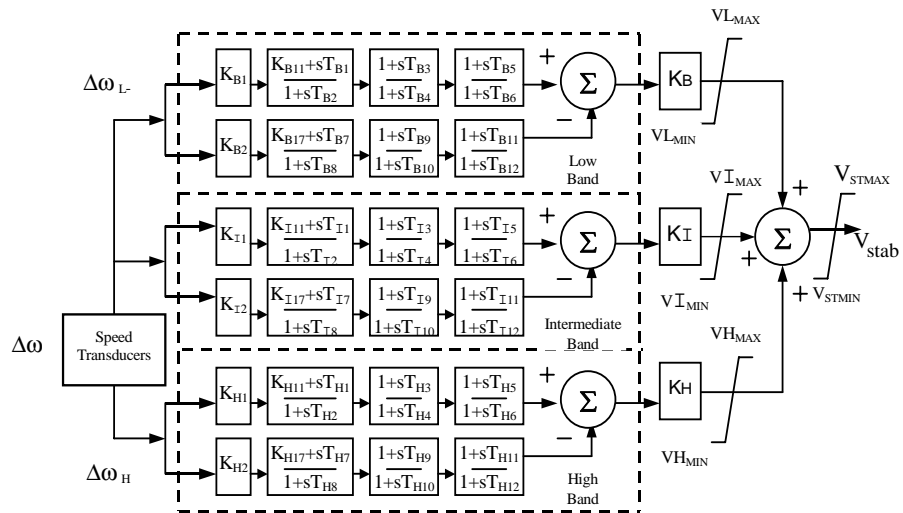 VL_MAX
K_B1
K_B11+sT_B1
1+sT_B2
1+sT_B3
1+sT_B4
1+sT_B5
1+sT_B6
+
Σ
K_B
Δω L-
−
VL_MIN
K_B2
K_B17+sT_B7
1+sT_B8
1+sT_B9
1+sT_B10
1+sT_B11
1+sT_B12
Low
Band
VI_MAX
V_STMAX
K_I1
K_I11+sT_I1
1+sT_I2
1+sT_I3
1+sT_I4
1+sT_I5
1+sT_I6
+
Σ
K_I
+
Σ
+
V_stab
−
VI_MIN
+
V_STMIN
K_I2
K_I17+sT_I7
1+sT_I8
1+sT_I9
1+sT_I10
1+sT_I11
1+sT_I12
Intermediate
Band
Δω
Speed
Transducers
VH_MAX
K_H1
K_H11+sT_H1
1+sT_H2
1+sT_H3
1+sT_H4
1+sT_H5
1+sT_H6
+
Σ
K_H
−
VH_MIN
Δω H
K_H2
K_H17+sT_H7
1+sT_H8
1+sT_H9
1+sT_H10
1+sT_H11
1+sT_H12
High
Band